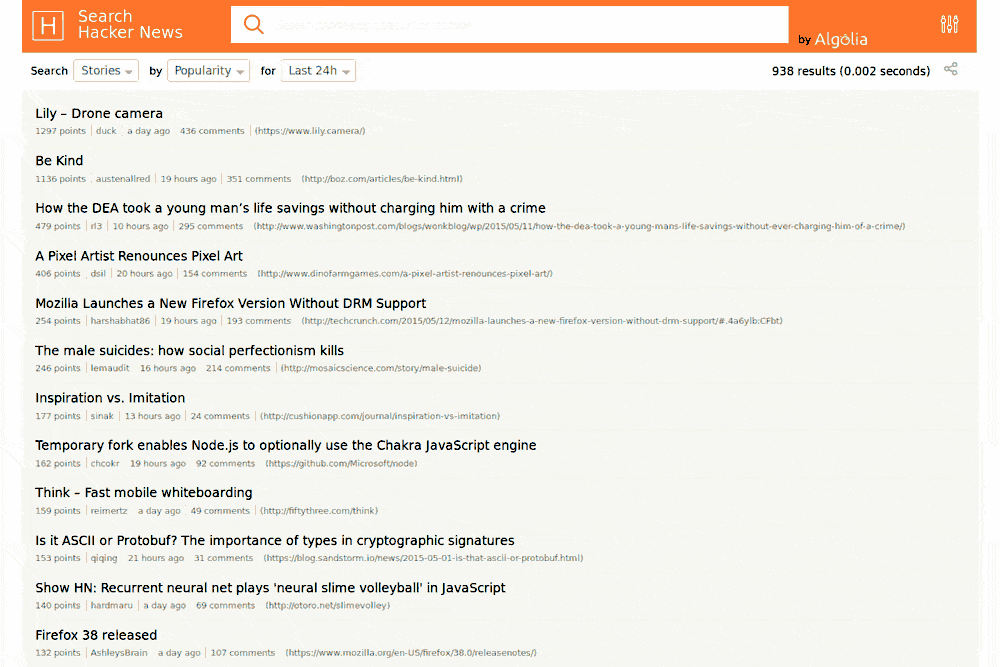 H
Search
Hacker News
by Algolia
Search Stories by Popularity for Last 24h 938 results (0.002 seconds)
Lily – Drone camera
1297 points | duck a day ago 436 comments | (https://www.lily.camera/)
Be Kind
1136 points austenallred | 19 hours ago | 351 comments (http://boz.com/articles/be-kind.html)
How the DEA took a young man’s life savings without charging him with a crime
479 points | rl3 | 10 hours ago | 295 comments (http://www.washingtonpost.com/blogs/wonkblog/wp/2015/05/11/how-the-dea-took-a-young-mans-life-savings-without-ever-charging-him-of-a-crime/)
A Pixel Artist Renounces Pixel Art
406 points dsil | 20 hours ago | 154 comments (http://www.dinofarmgames.com/a-pixel-artist-renounces-pixel-art/)
Mozilla Launches a New Firefox Version Without DRM Support
254 points | harshabhat86 | 19 hours ago | 193 comments (http://techcrunch.com/2015/05/12/mozilla-launches-a-new-firefox-version-without-drm-support/#.4a6ylb:CFbt)
The male suicides: how social perfectionism kills
246 points | lemaudit 16 hours ago 214 comments | (http://mosaicscience.com/story/male-suicide)
Inspiration vs. Imitation
177 points | sinak | 13 hours ago | 24 comments | (http://cushionapp.com/journal/inspiration-vs-imitation)
Temporary fork enables Node.js to optionally use the Chakra JavaScript engine
162 points | chcokr 19 hours ago 92 comments (https://github.com/Microsoft/node)
Think – Fast mobile whiteboarding
159 points | reimertz a day ago 49 comments | (http://fiftythree.com/think)
Is it ASCII or Protobuf? The importance of types in cryptographic signatures
153 points | qiqing 21 hours ago 31 comments (https://blog.sandstorm.io/news/2015-05-01-is-that-ascii-or-protobuf.html)
Show HN: Recurrent neural net plays 'neural slime volleyball' in JavaScript
140 points | hardmaru | a day ago 69 comments (http://otoro.net/slimevolley)
Firefox 38 released
132 points | AshleysBrain a day ago | 107 comments (https://www.mozilla.org/en-US/firefox/38.0/releasenotes/)